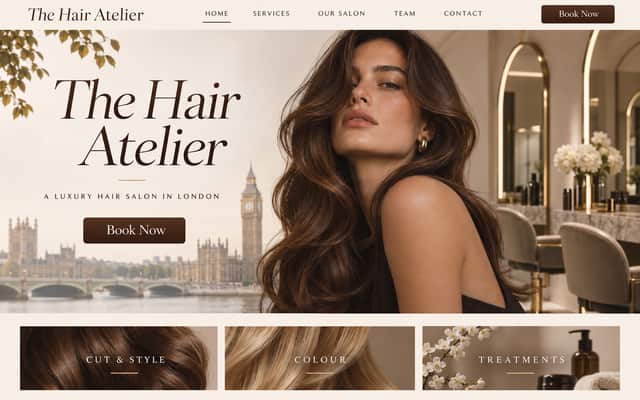 The Hair Atelier
HOME SERVICES OUR SALON TEAM CONTACT
Book Now
The Hair
Atelier
A LUXURY HAIR SALON IN LONDON
Book Now
CUT & STYLE
COLOUR
TREATMENTS